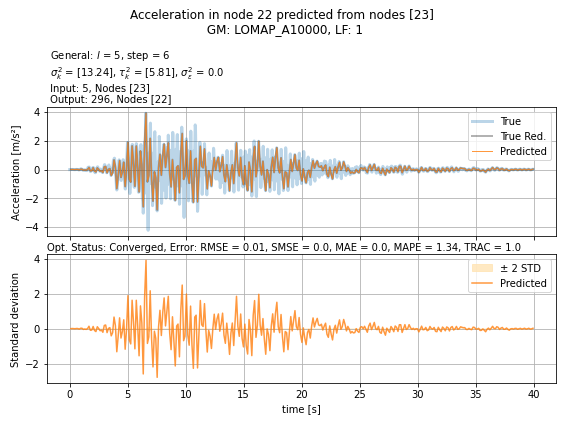 Acceleration in node 22 predicted from nodes [23]
GM: LOMAP_A10000, LF: 1
General: l = 5, step = 6
σ²ₖ = [13.24], τ²ₖ = [5.81], σ²ε = 0.0
Input: 5, Nodes [23]
Output: 296, Nodes [22]
Acceleration [m/s²]
4
2
0
−2
−4
True
True Red.
Predicted
Opt. Status: Converged, Error: RMSE = 0.01, SMSE = 0.0, MAE = 0.0, MAPE = 1.34, TRAC = 1.0
Standard deviation
4
2
0
−2
± 2 STD
Predicted
0 5 10 15 20 25 30 35 40
time [s]